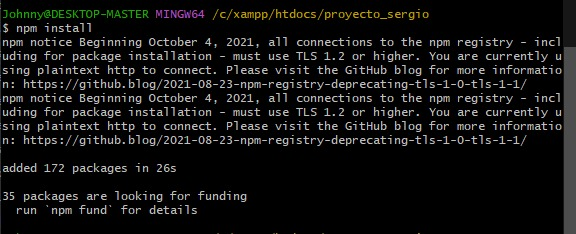 Johnny@DESKTOP-MASTER MINGW64 /c/xampp/htdocs/proyecto_sergio
$ npm install
npm notice Beginning October 4, 2021, all connections to the npm registry - incl
uding for package installation - must use TLS 1.2 or higher. You are currently u
sing plaintext http to connect. Please visit the GitHub blog for more informatio
n: https://github.blog/2021-08-23-npm-registry-deprecating-tls-1-0-tls-1-1/
npm notice Beginning October 4, 2021, all connections to the npm registry - incl
uding for package installation - must use TLS 1.2 or higher. You are currently u
sing plaintext http to connect. Please visit the GitHub blog for more informatio
n: https://github.blog/2021-08-23-npm-registry-deprecating-tls-1-0-tls-1-1/
added 172 packages in 26s
35 packages are looking for funding
run `npm fund` for details